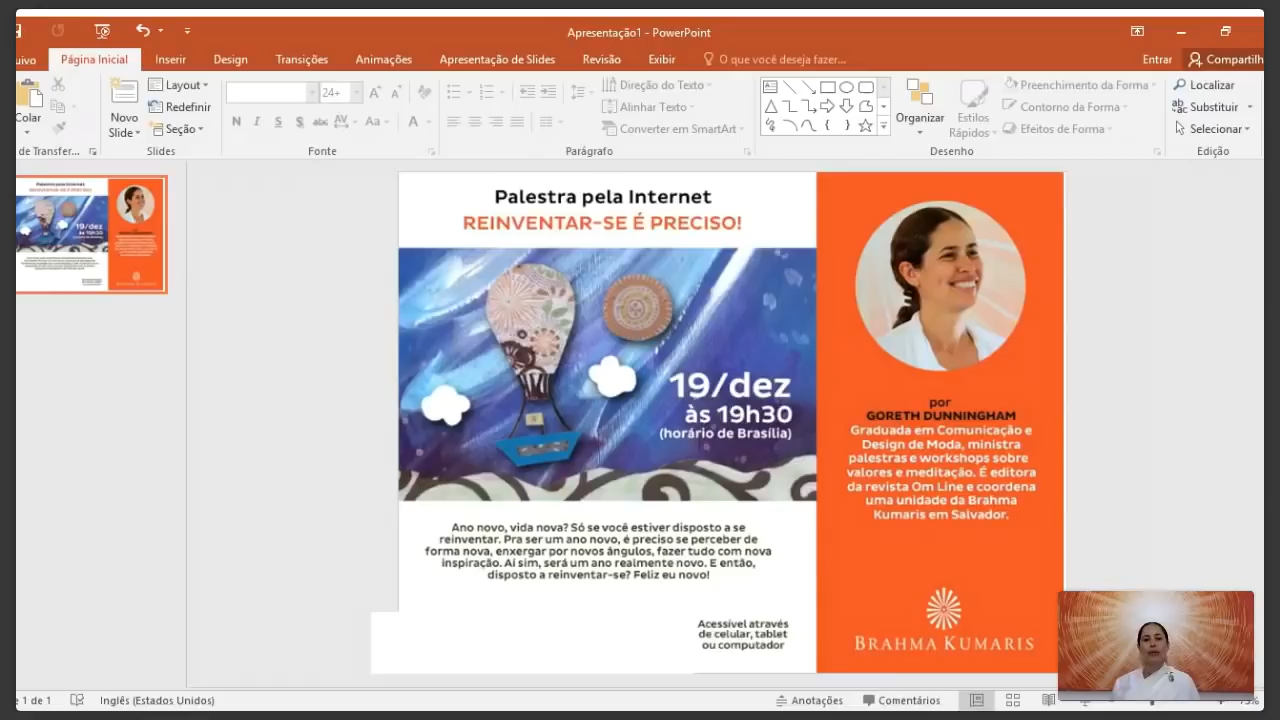 Apresentação1 - PowerPoint
Página Inicial
Inserir
Design
Transições
Animações
Apresentação de Slides
Revisão
Exibir
O que você deseja fazer...
Entrar
Compartilh
Colar
de Transfer...
Novo
Slide
Layout
Redefinir
Seção
Slides
24+
Fonte
Direção do Texto
Alinhar Texto
Converter em SmartArt
Parágrafo
Organizar
Estilos
Rápidos
Preenchimento da Forma
Contorno da Forma
Efeitos de Forma
Desenho
Localizar
Substituir
Selecionar
Edição
Palestra pela Internet
REINVENTAR-SE É PRECISO!
19/dez
às 19h30
(horário de Brasília)
Ano novo, vida nova? Só se você estiver disposto a se
reinventar. Pra ser um ano novo, é preciso se perceber de
forma nova, enxergar por novos ângulos, fazer tudo com nova
inspiração. Aí sim, será um ano realmente novo. E então,
disposto a reinventar-se? Feliz eu novo!
Acessível através
de celular, tablet
ou computador
por
GORETH DUNNINGHAM
Graduada em Comunicação e
Design de Moda, ministra
palestras e workshops sobre
valores e meditação. É editora
da revista Om Line e coordena
uma unidade da Brahma
Kumaris em Salvador.
BRAHMA KUMARIS
1 de 1
Inglês (Estados Unidos)
Anotações
Comentários